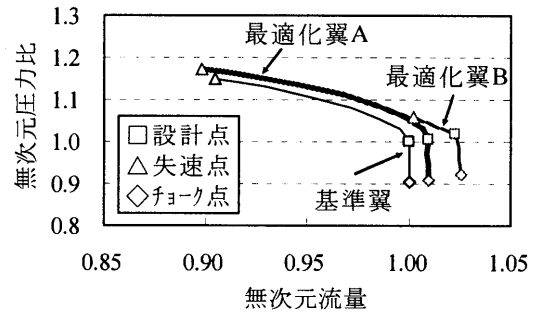 1.3
1.2
1.1
1.0
0.9
0.8
無次元圧力比
最適化翼A
最適化翼B
□設計点
△失速点
◇チョーク点
基準翼
0.85
0.90
0.95
1.00
1.05
無次元流量